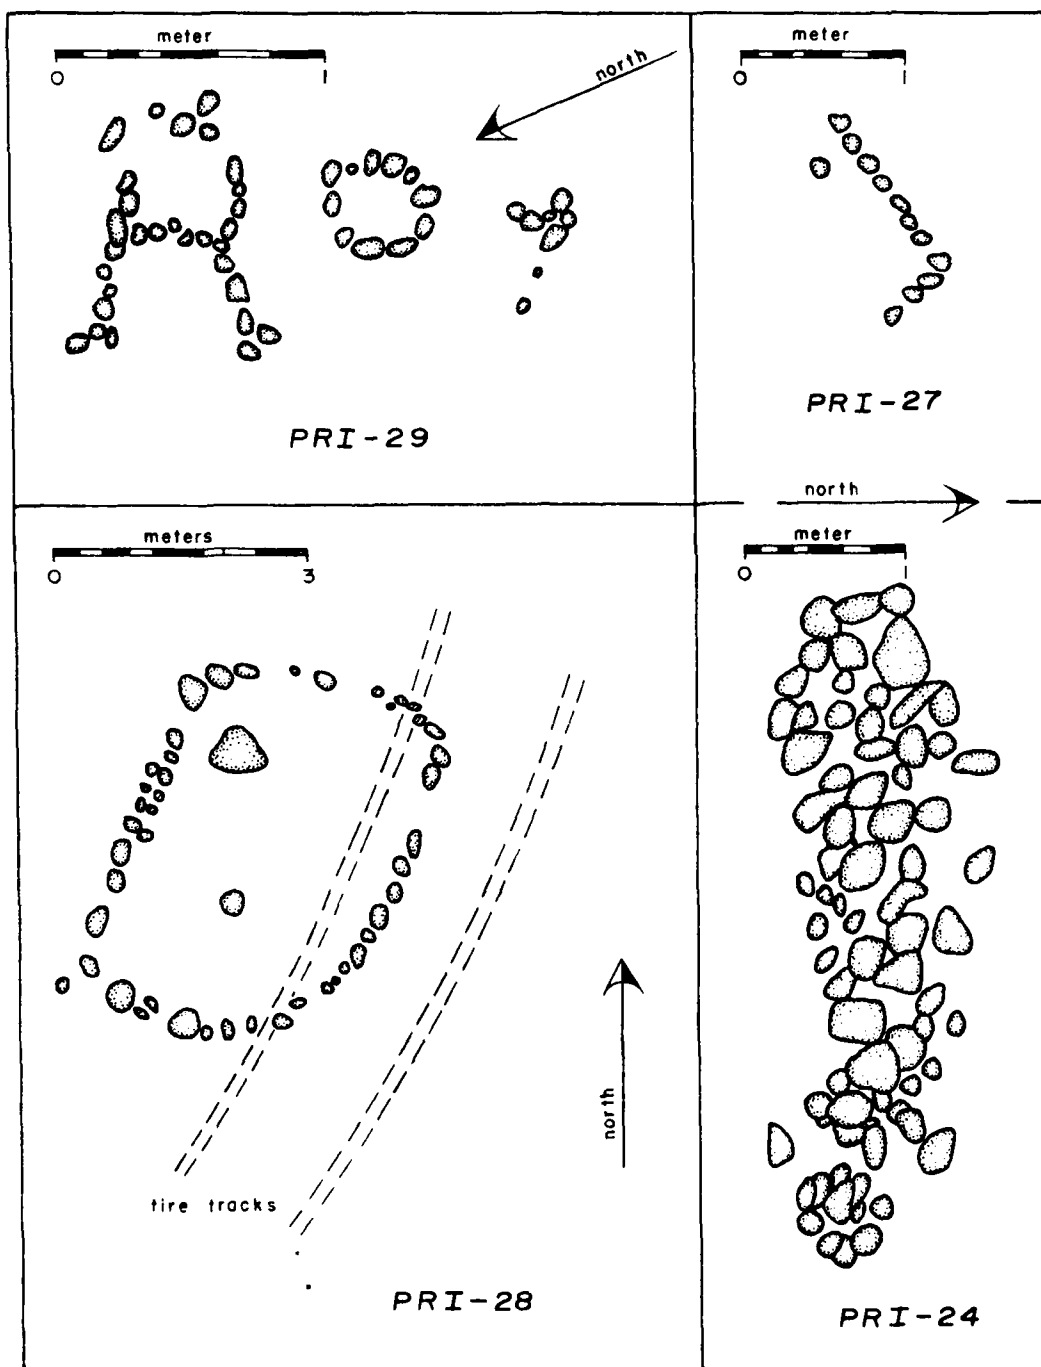 meter
0 1
north
PRI-29
meter
0 1
PRI-27
north
meters
0 3
north
tire tracks
PRI-28
meter
0 1
PRI-24